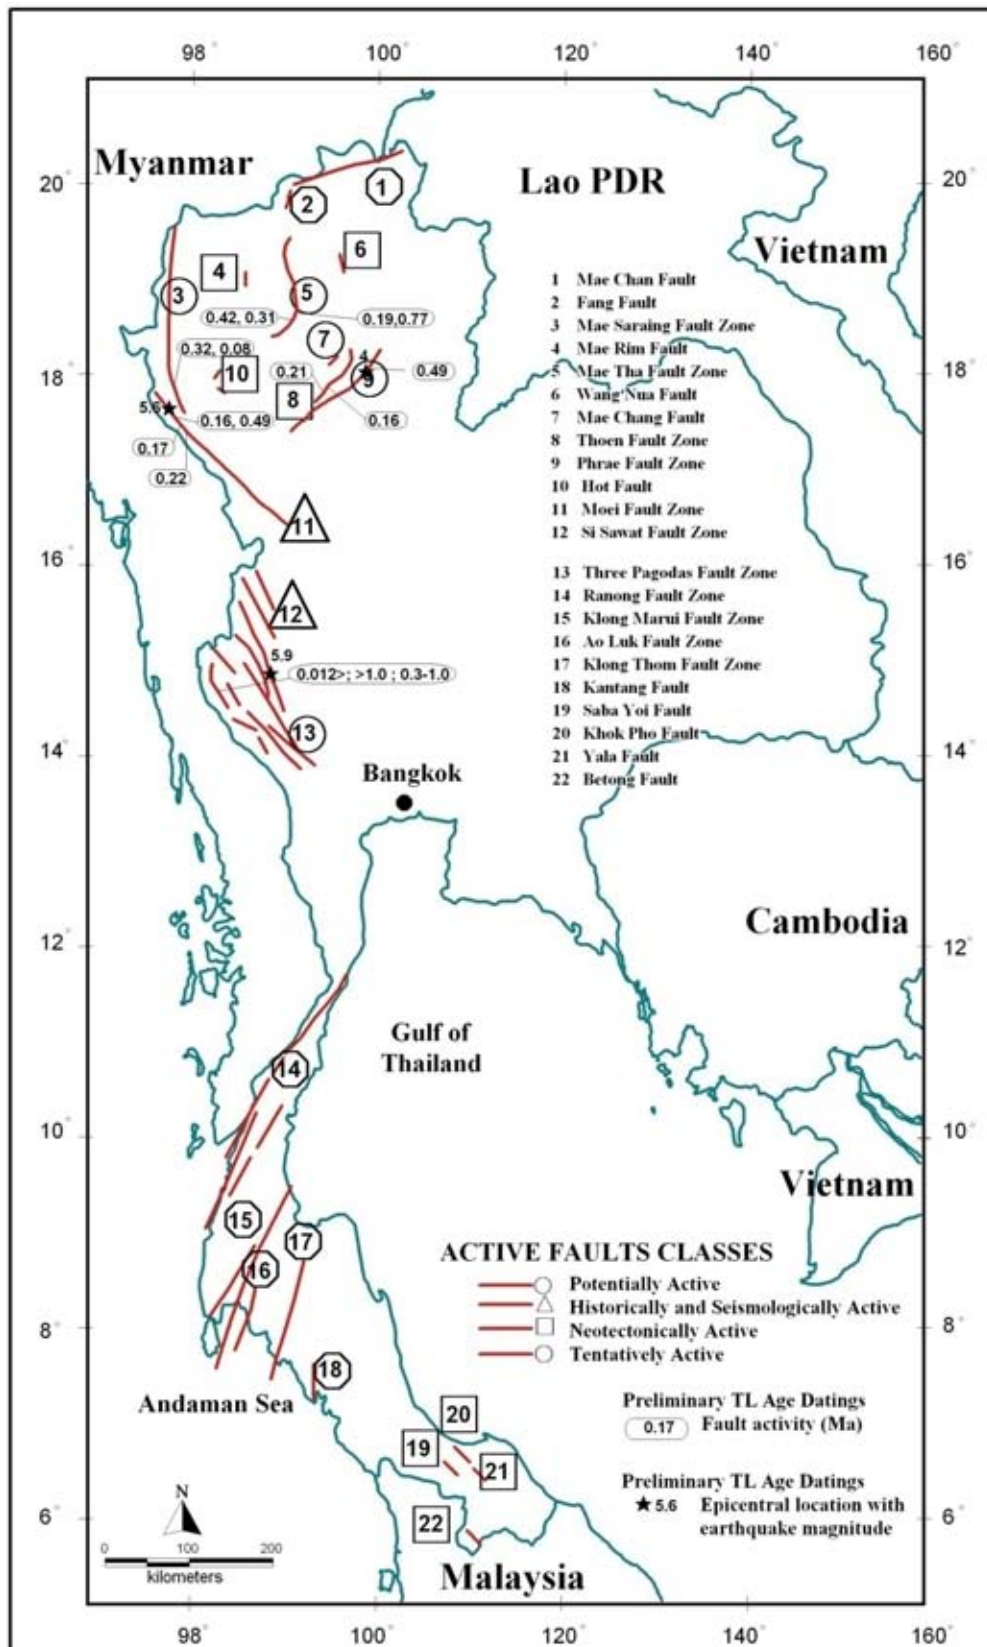 98° 100° 120° 140° 160°
Myanmar
Lao PDR
Vietnam
20° 20°
1
2
6
4
3
5
0.42, 0.31
0.19,0.77
7
0.32, 0.08
4
18° 18°
10
0.21
9
0.49
8
5.6
0.16, 0.49
0.16
0.17
0.22
11
16° 16°
12
5.9
0.012>; >1.0 ; 0.3-1.0
13
14° 14°
1 Mae Chan Fault
2 Fang Fault
3 Mae Saraing Fault Zone
4 Mae Rim Fault
5 Mae Tha Fault Zone
6 Wang Nua Fault
7 Mae Chang Fault
8 Thoen Fault Zone
9 Phrae Fault Zone
10 Hot Fault
11 Moei Fault Zone
12 Si Sawat Fault Zone
13 Three Pagodas Fault Zone
14 Ranong Fault Zone
15 Klong Marui Fault Zone
16 Ao Luk Fault Zone
17 Klong Thom Fault Zone
18 Kantang Fault
19 Saba Yoi Fault
20 Khok Pho Fault
21 Yala Fault
22 Betong Fault
Bangkok
Cambodia
12° 12°
Gulf of
Thailand
14
10° 10°
Vietnam
15
17
16
ACTIVE FAULTS CLASSES
Potentially Active
Historically and Seismologically Active
Neotectonically Active
Tentatively Active
8° 8°
18
Andaman Sea
20
19
21
22
Preliminary TL Age Datings
0.17 Fault activity (Ma)
Preliminary TL Age Datings
★ 5.6 Epicentral location with
earthquake magnitude
6° 6°
N
0 100 200
kilometers
Malaysia
98° 100° 120° 140° 160°